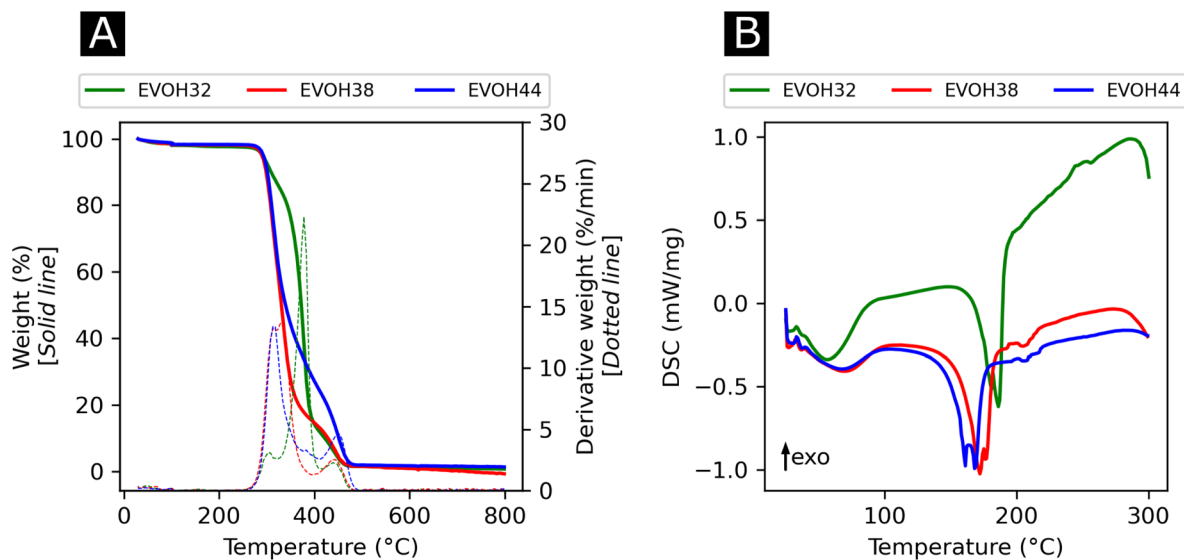 A
EVOH32 EVOH38 EVOH44
100
80
60
40
20
0
Weight (%)
[Solid line]
30
25
20
15
10
5
0
Derivative weight (%/min)
[Dotted line]
0 200 400 600 800
Temperature (°C)
B
EVOH32 EVOH38 EVOH44
1.0
0.5
0.0
−0.5
−1.0
DSC (mW/mg)
exo
100 200 300
Temperature (°C)